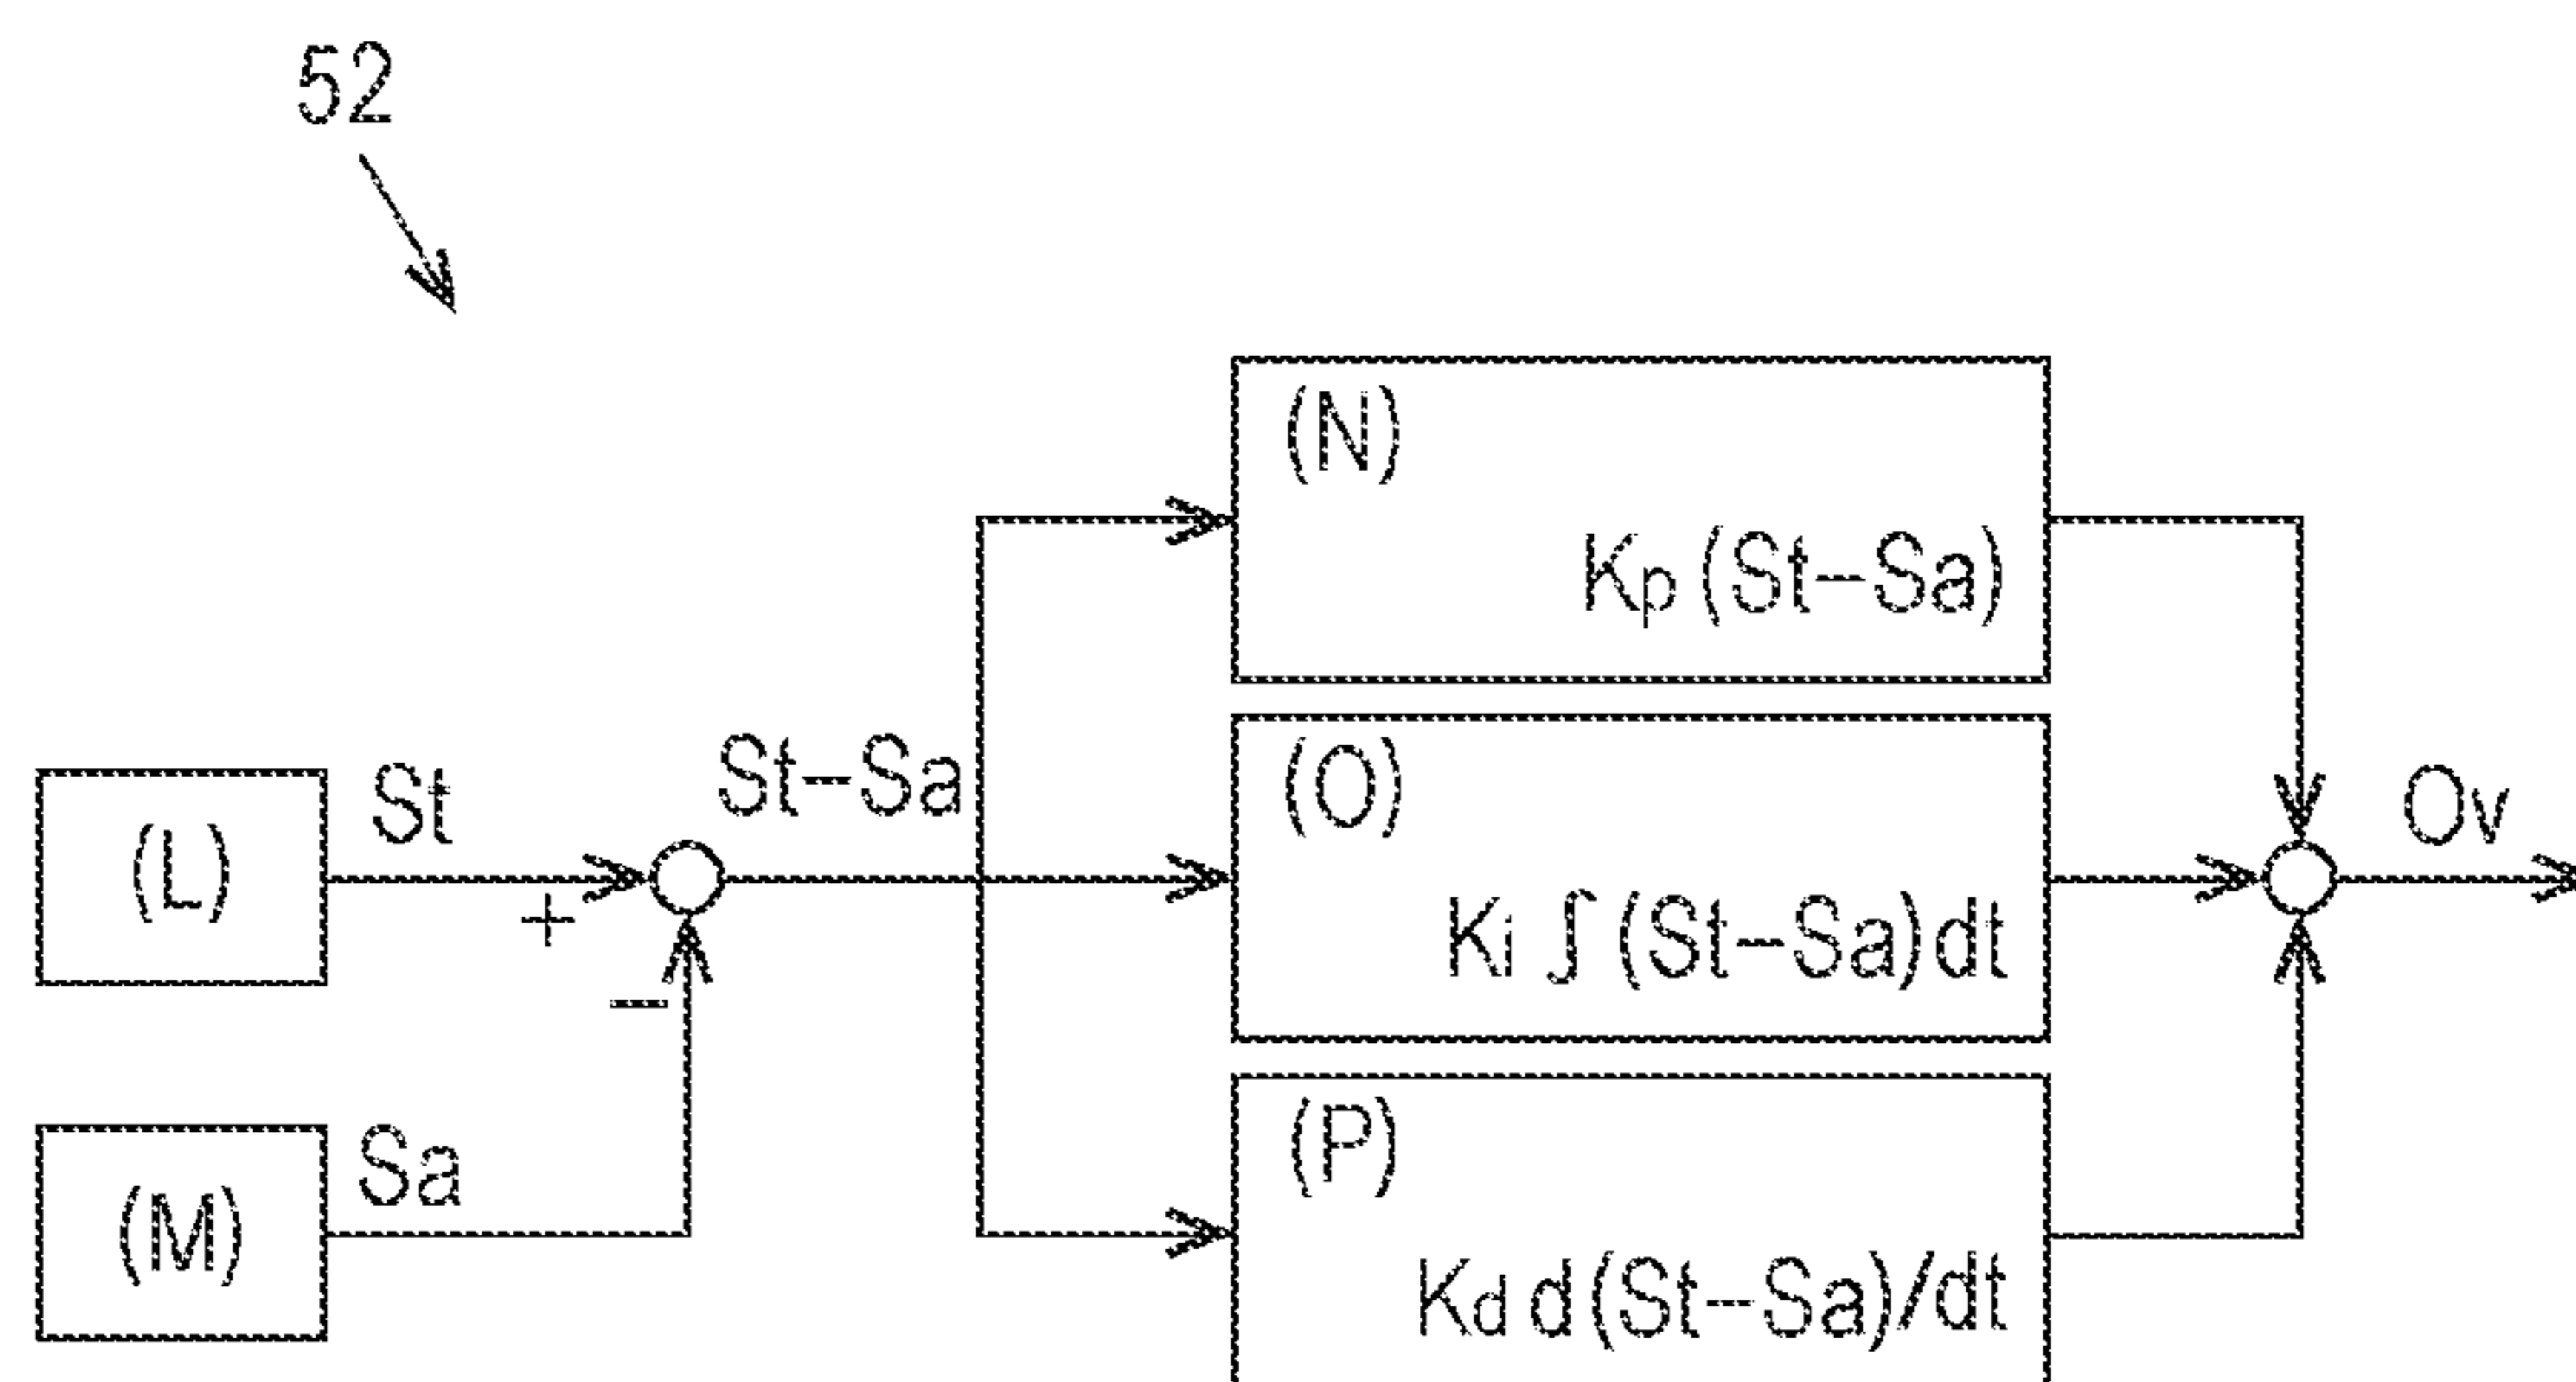 52
(N)
Kp (St-Sa)
St
St-Sa
(O)
Ov
(L)
+
Ki ∫ (St-Sa) dt
−
(P)
Sa
(M)
Kd d (St-Sa)/dt